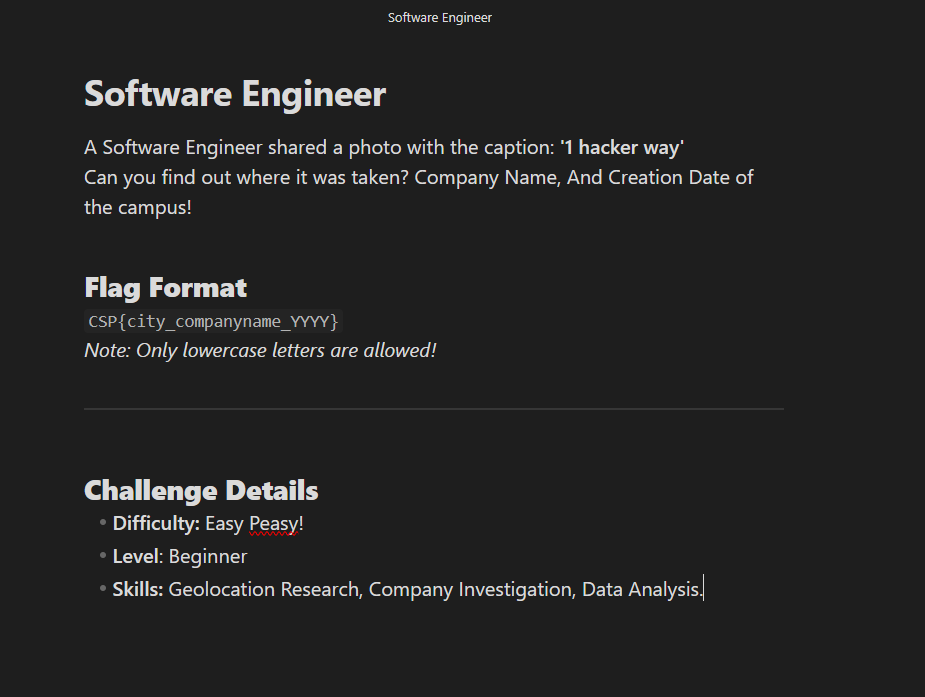 Software Engineer
Software Engineer
A Software Engineer shared a photo with the caption: '1 hacker way'
Can you find out where it was taken? Company Name, And Creation Date of
the campus!
Flag Format
CSP{city_companyname_YYYY}
Note: Only lowercase letters are allowed!
Challenge Details
• Difficulty: Easy Peasy!
• Level: Beginner
• Skills: Geolocation Research, Company Investigation, Data Analysis.